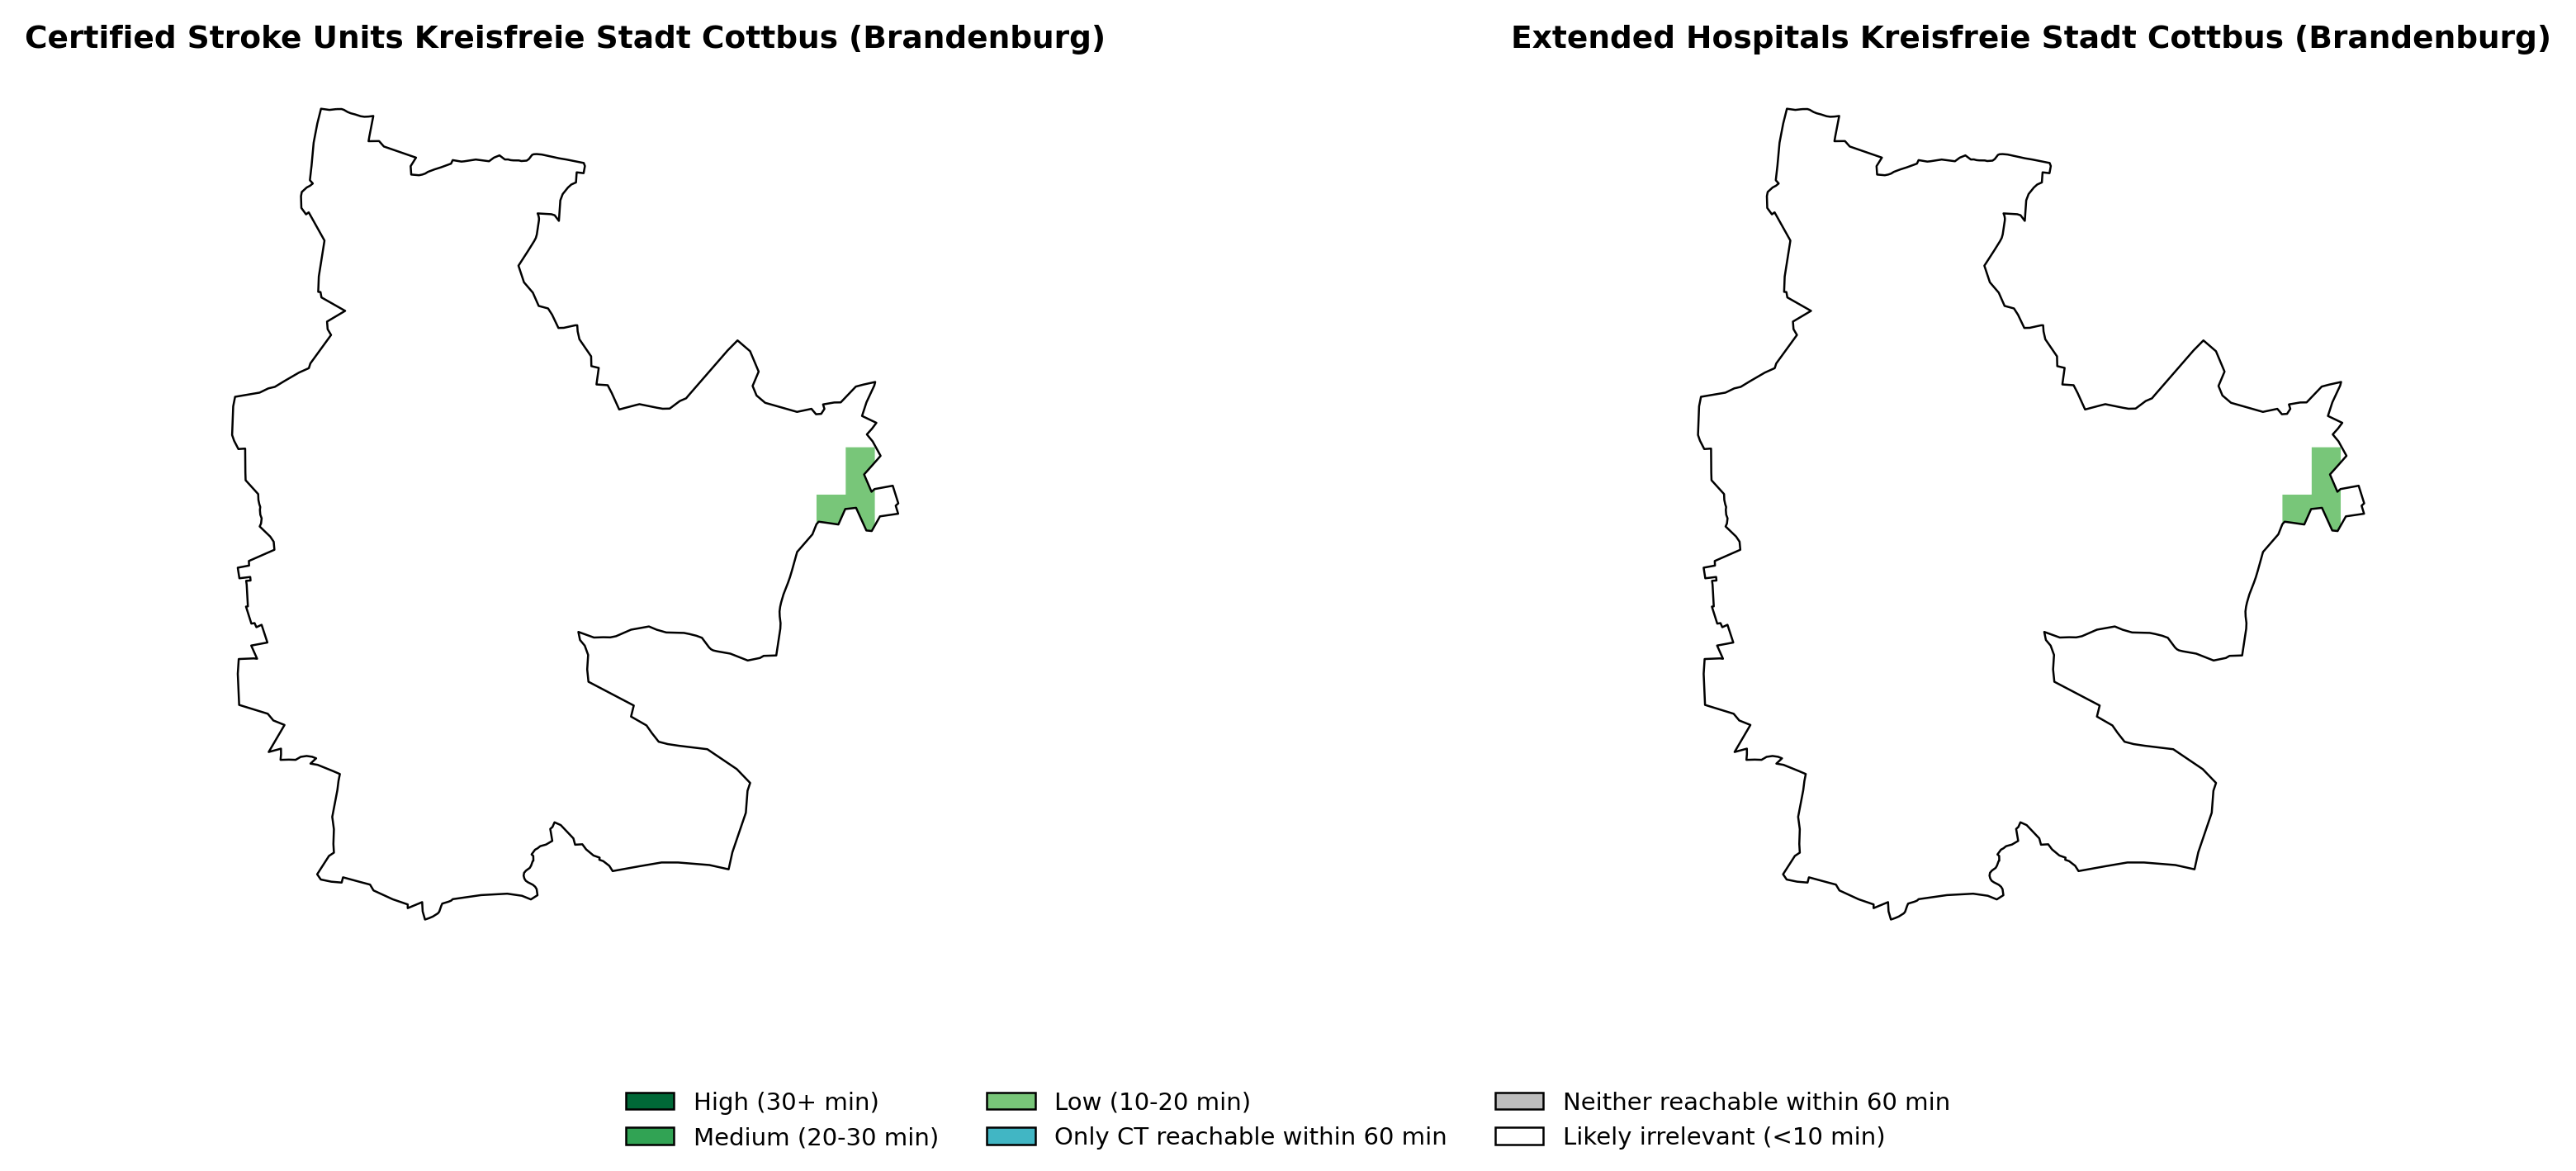 Certified Stroke Units Kreisfreie Stadt Cottbus (Brandenburg)
Extended Hospitals Kreisfreie Stadt Cottbus (Brandenburg)
High (30+ min)
Medium (20-30 min)
Low (10-20 min)
Only CT reachable within 60 min
Neither reachable within 60 min
Likely irrelevant (<10 min)